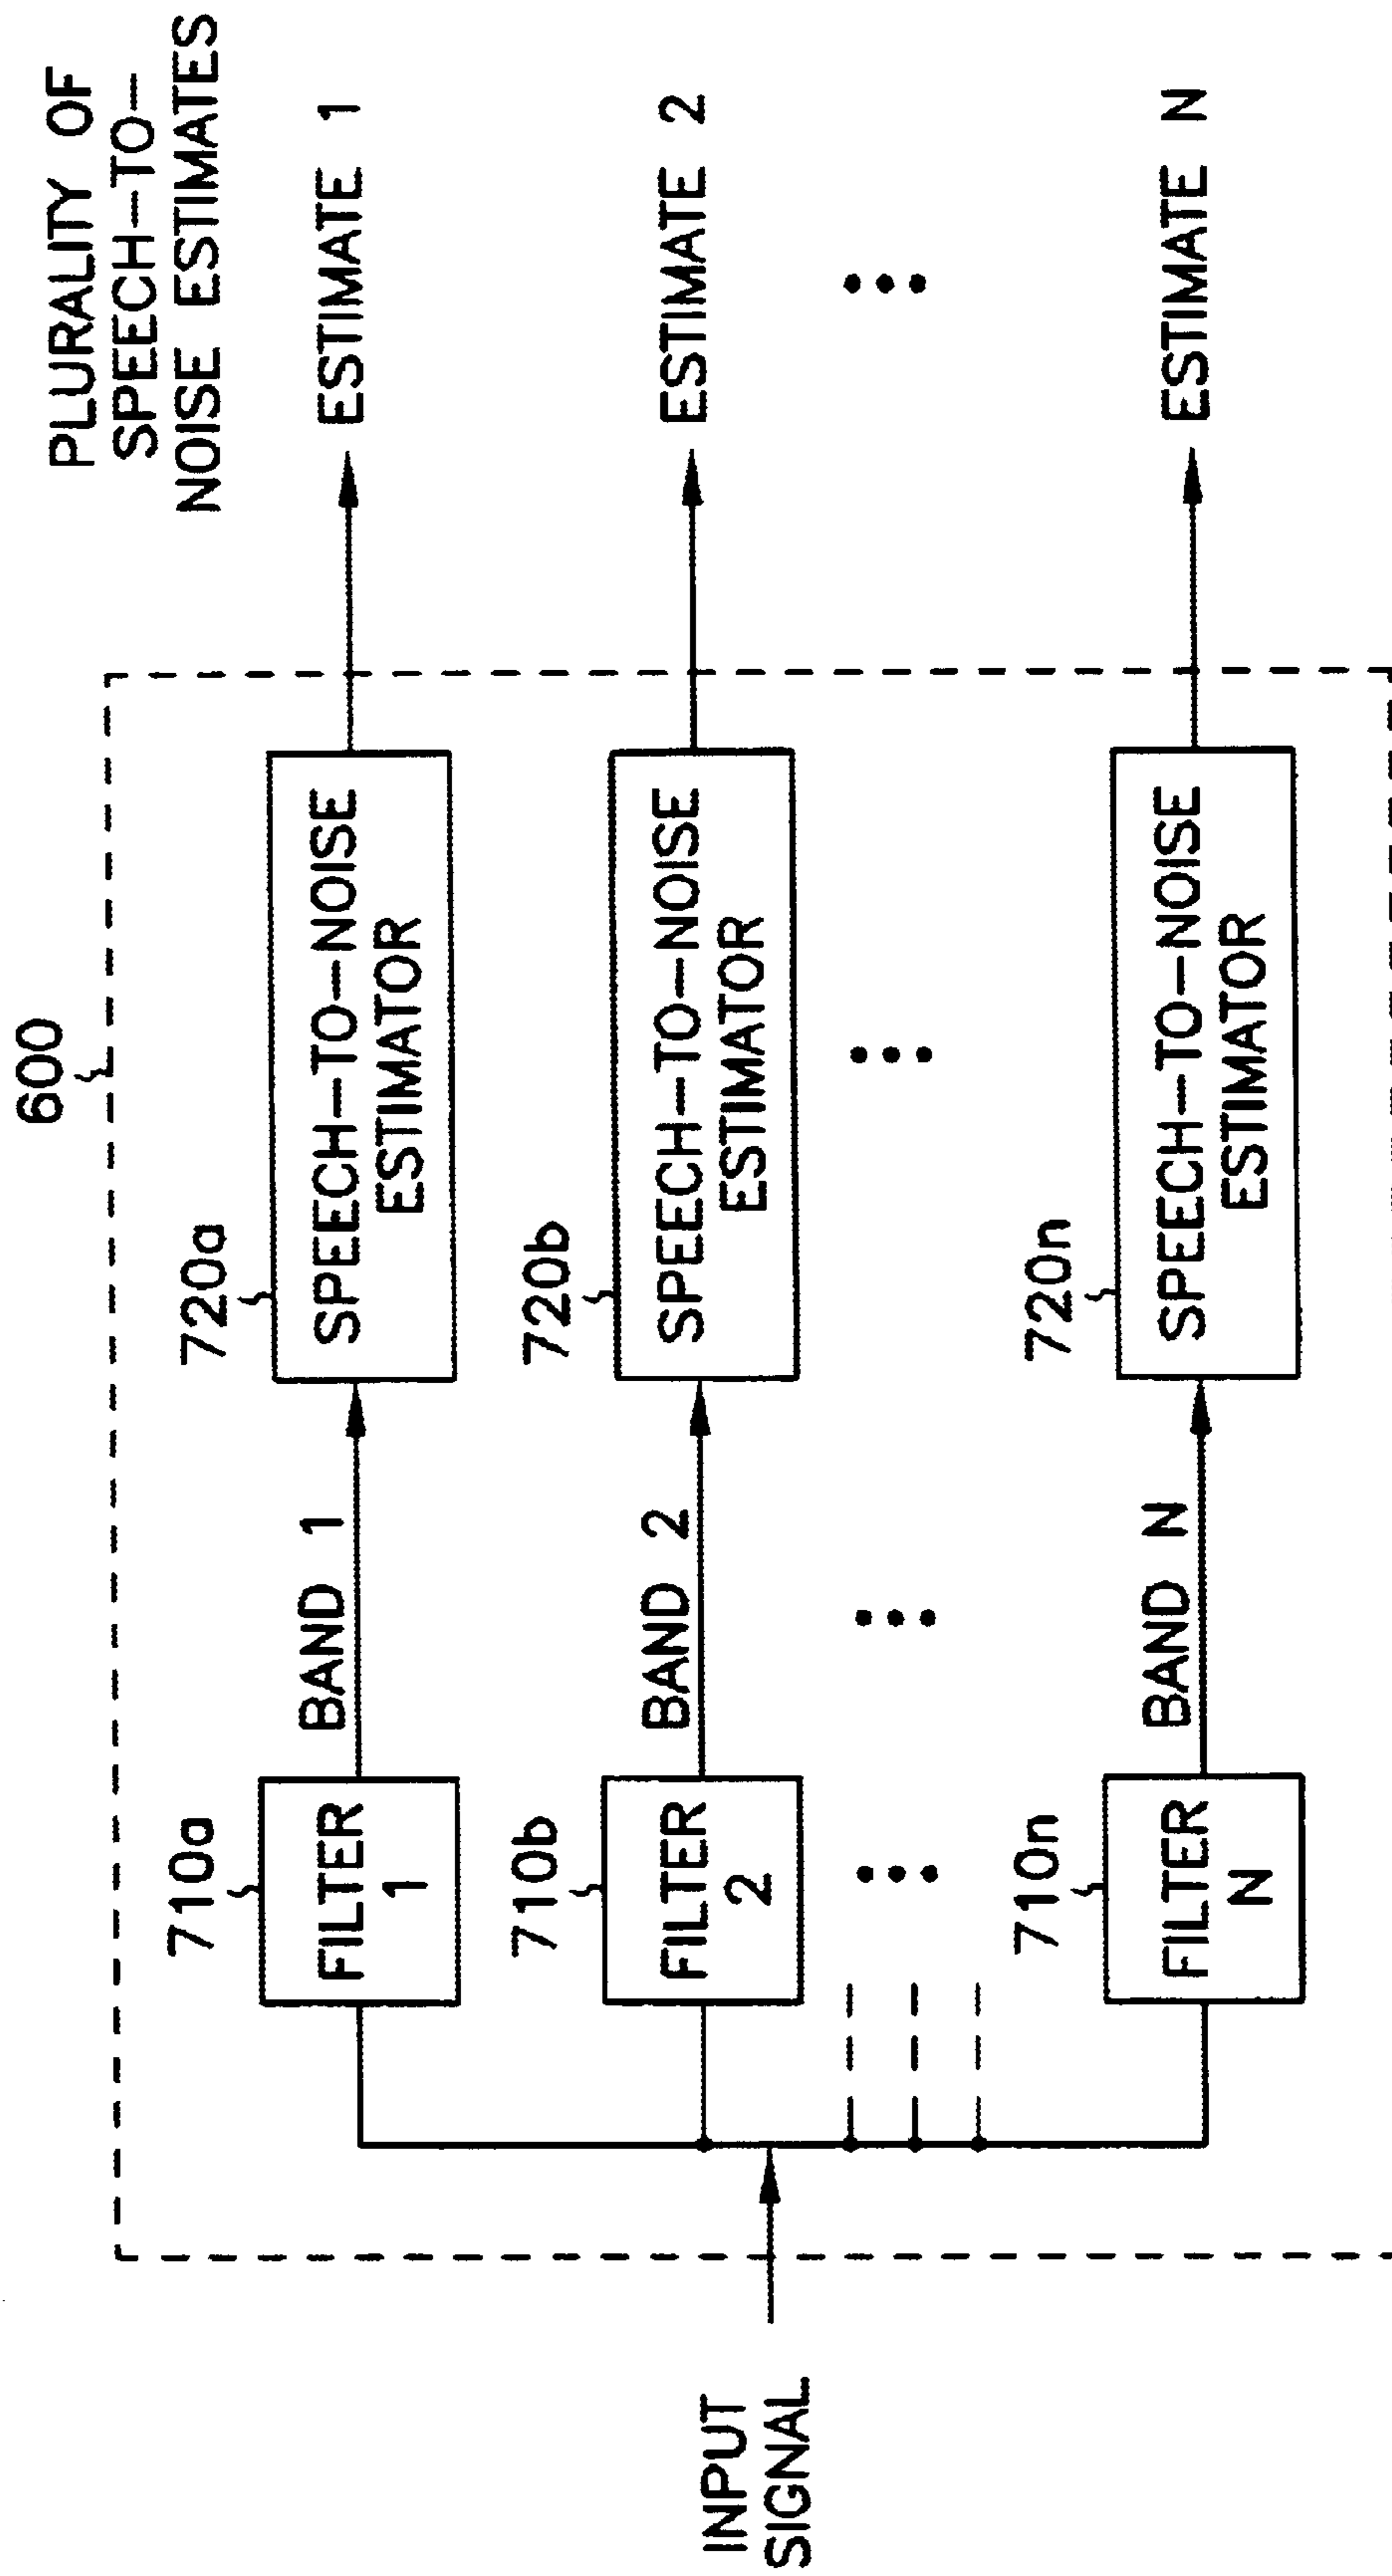 600
PLURALITY OF
SPEECH-TO-
NOISE ESTIMATES
710a
FILTER
1
BAND 1
720a
SPEECH-TO-NOISE
ESTIMATOR
ESTIMATE 1
INPUT
SIGNAL
710b
FILTER
2
BAND 2
720b
SPEECH-TO-NOISE
ESTIMATOR
ESTIMATE 2
710n
FILTER
N
BAND N
720n
SPEECH-TO-NOISE
ESTIMATOR
ESTIMATE N